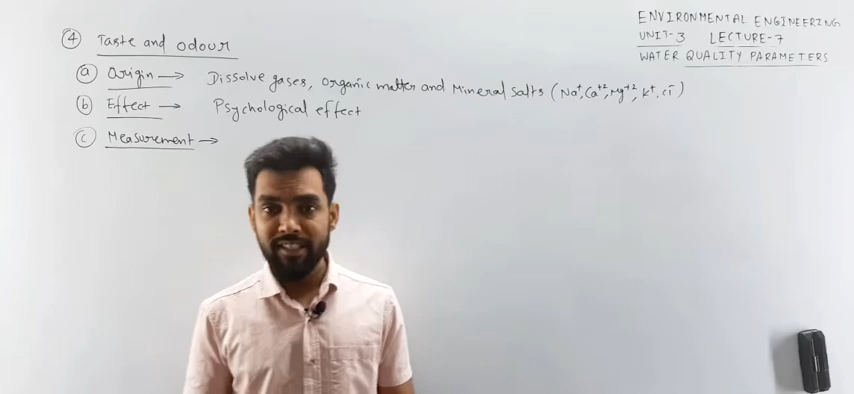 ENVIRONMENTAL ENGINEERING
UNIT-3 LECTURE-7
WATER QUALITY PARAMETERS
④ Taste and odour
ⓐ Origin → Dissolve gases, Organic matter and Mineral salts (Na⁺, Ca⁺², Mg⁺², K⁺, Cl⁻)
ⓑ Effect → Psychological effect
ⓒ Measurement →